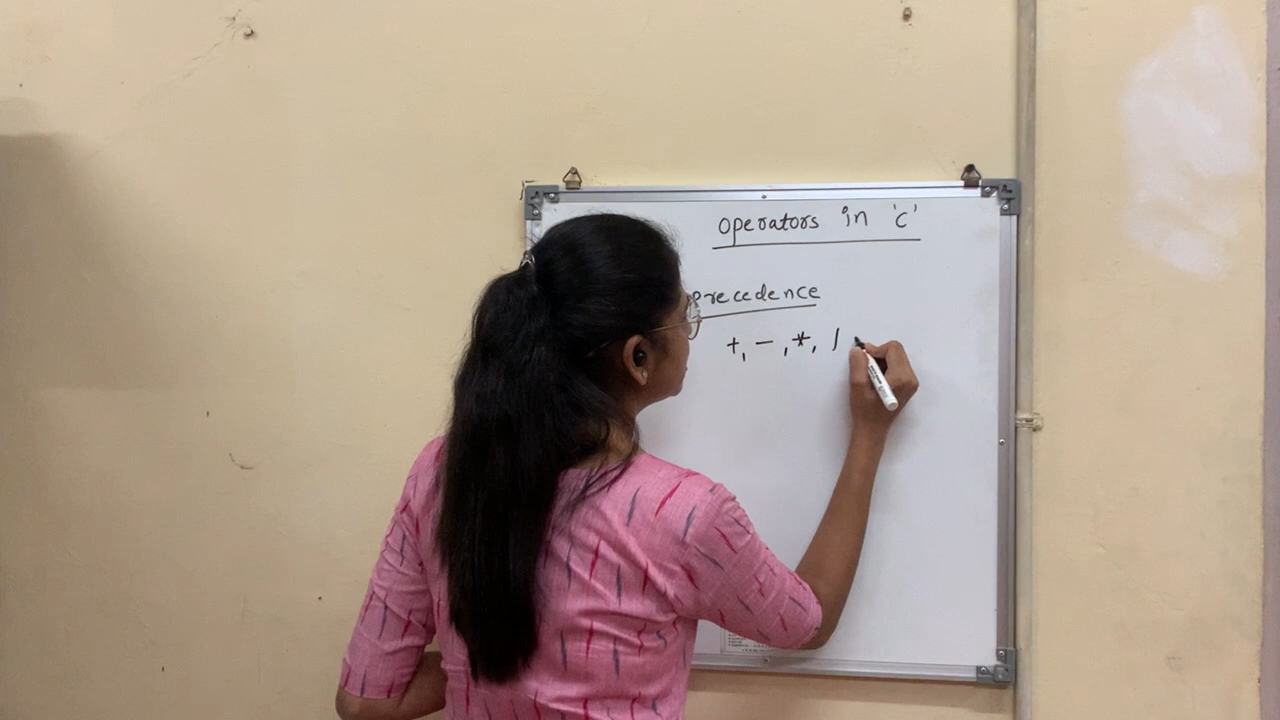 operators in 'c'
precedence
+, -, *, /